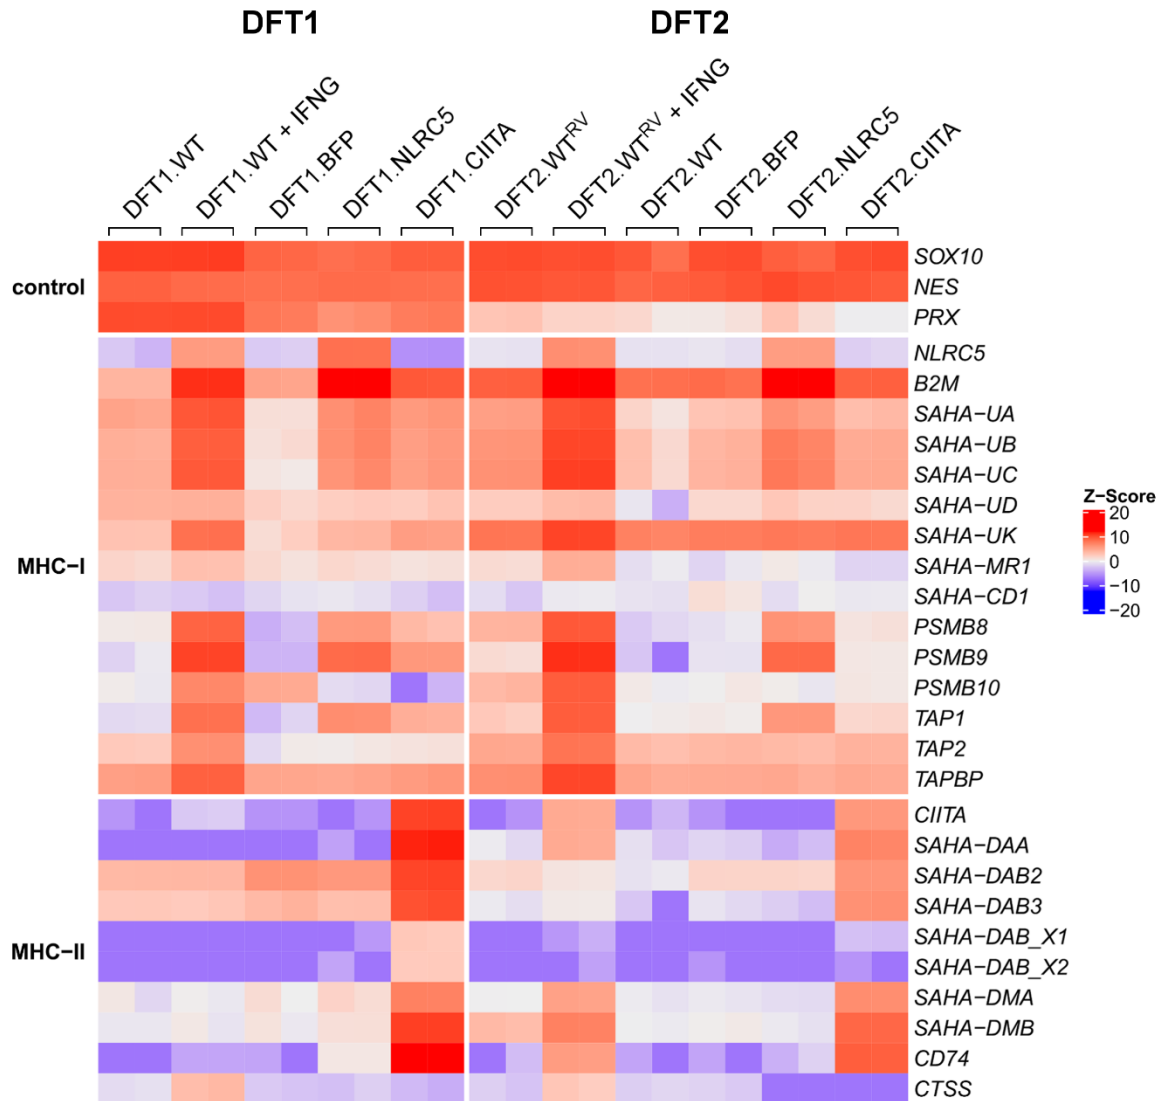 DFT1 DFT2
DFT1.WT DFT1.WT + IFNG DFT1.BFP DFT1.NLRC5 DFT1.CIITA DFT2.WTᴿⱽ DFT2.WTᴿⱽ + IFNG DFT2.WT DFT2.BFP DFT2.NLRC5 DFT2.CIITA
control
SOX10
NES
PRX
MHC−I
NLRC5
B2M
SAHA−UA
SAHA−UB
SAHA−UC
SAHA−UD
SAHA−UK
SAHA−MR1
SAHA−CD1
PSMB8
PSMB9
PSMB10
TAP1
TAP2
TAPBP
MHC−II
CIITA
SAHA−DAA
SAHA−DAB2
SAHA−DAB3
SAHA−DAB_X1
SAHA−DAB_X2
SAHA−DMA
SAHA−DMB
CD74
CTSS
Z−Score
20
10
0
−10
−20